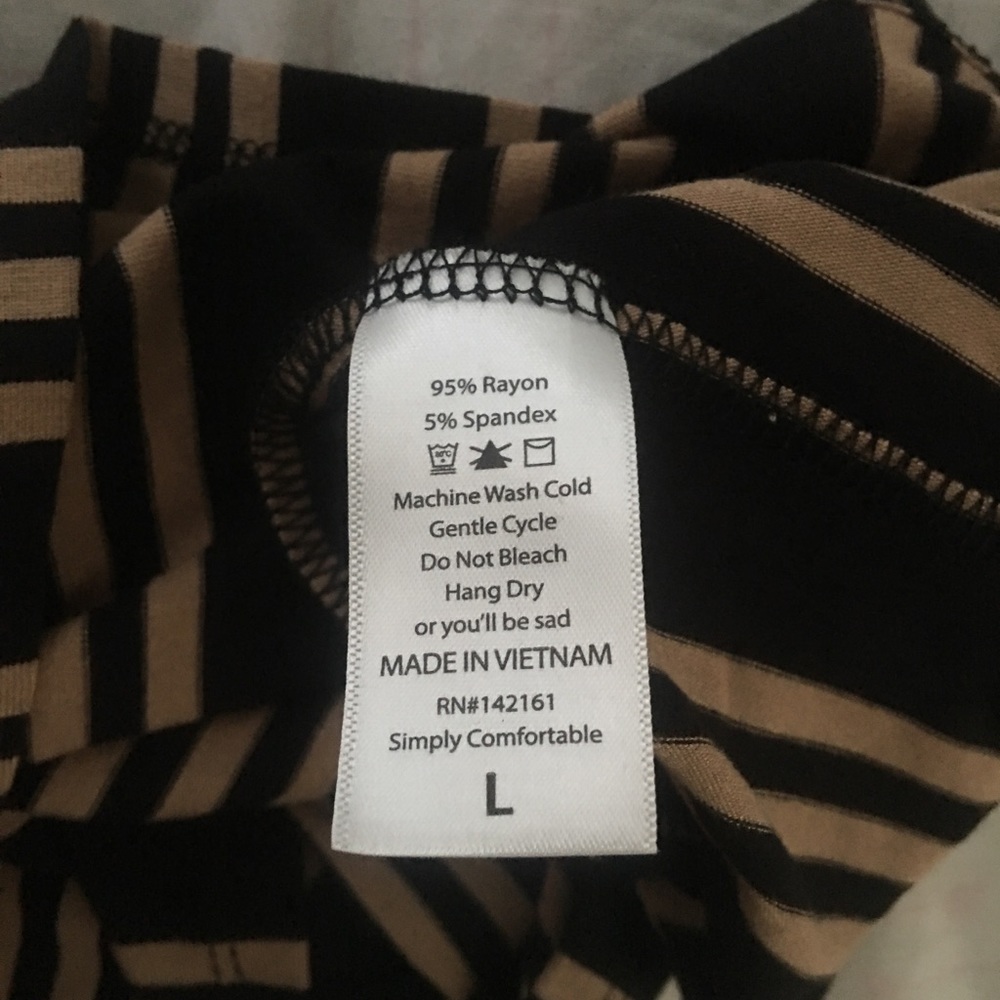 95% Rayon
5% Spandex
Machine Wash Cold
Gentle Cycle
Do Not Bleach
Hang Dry
or you'll be sad
MADE IN VIETNAM
RN#142161
Simply Comfortable
L